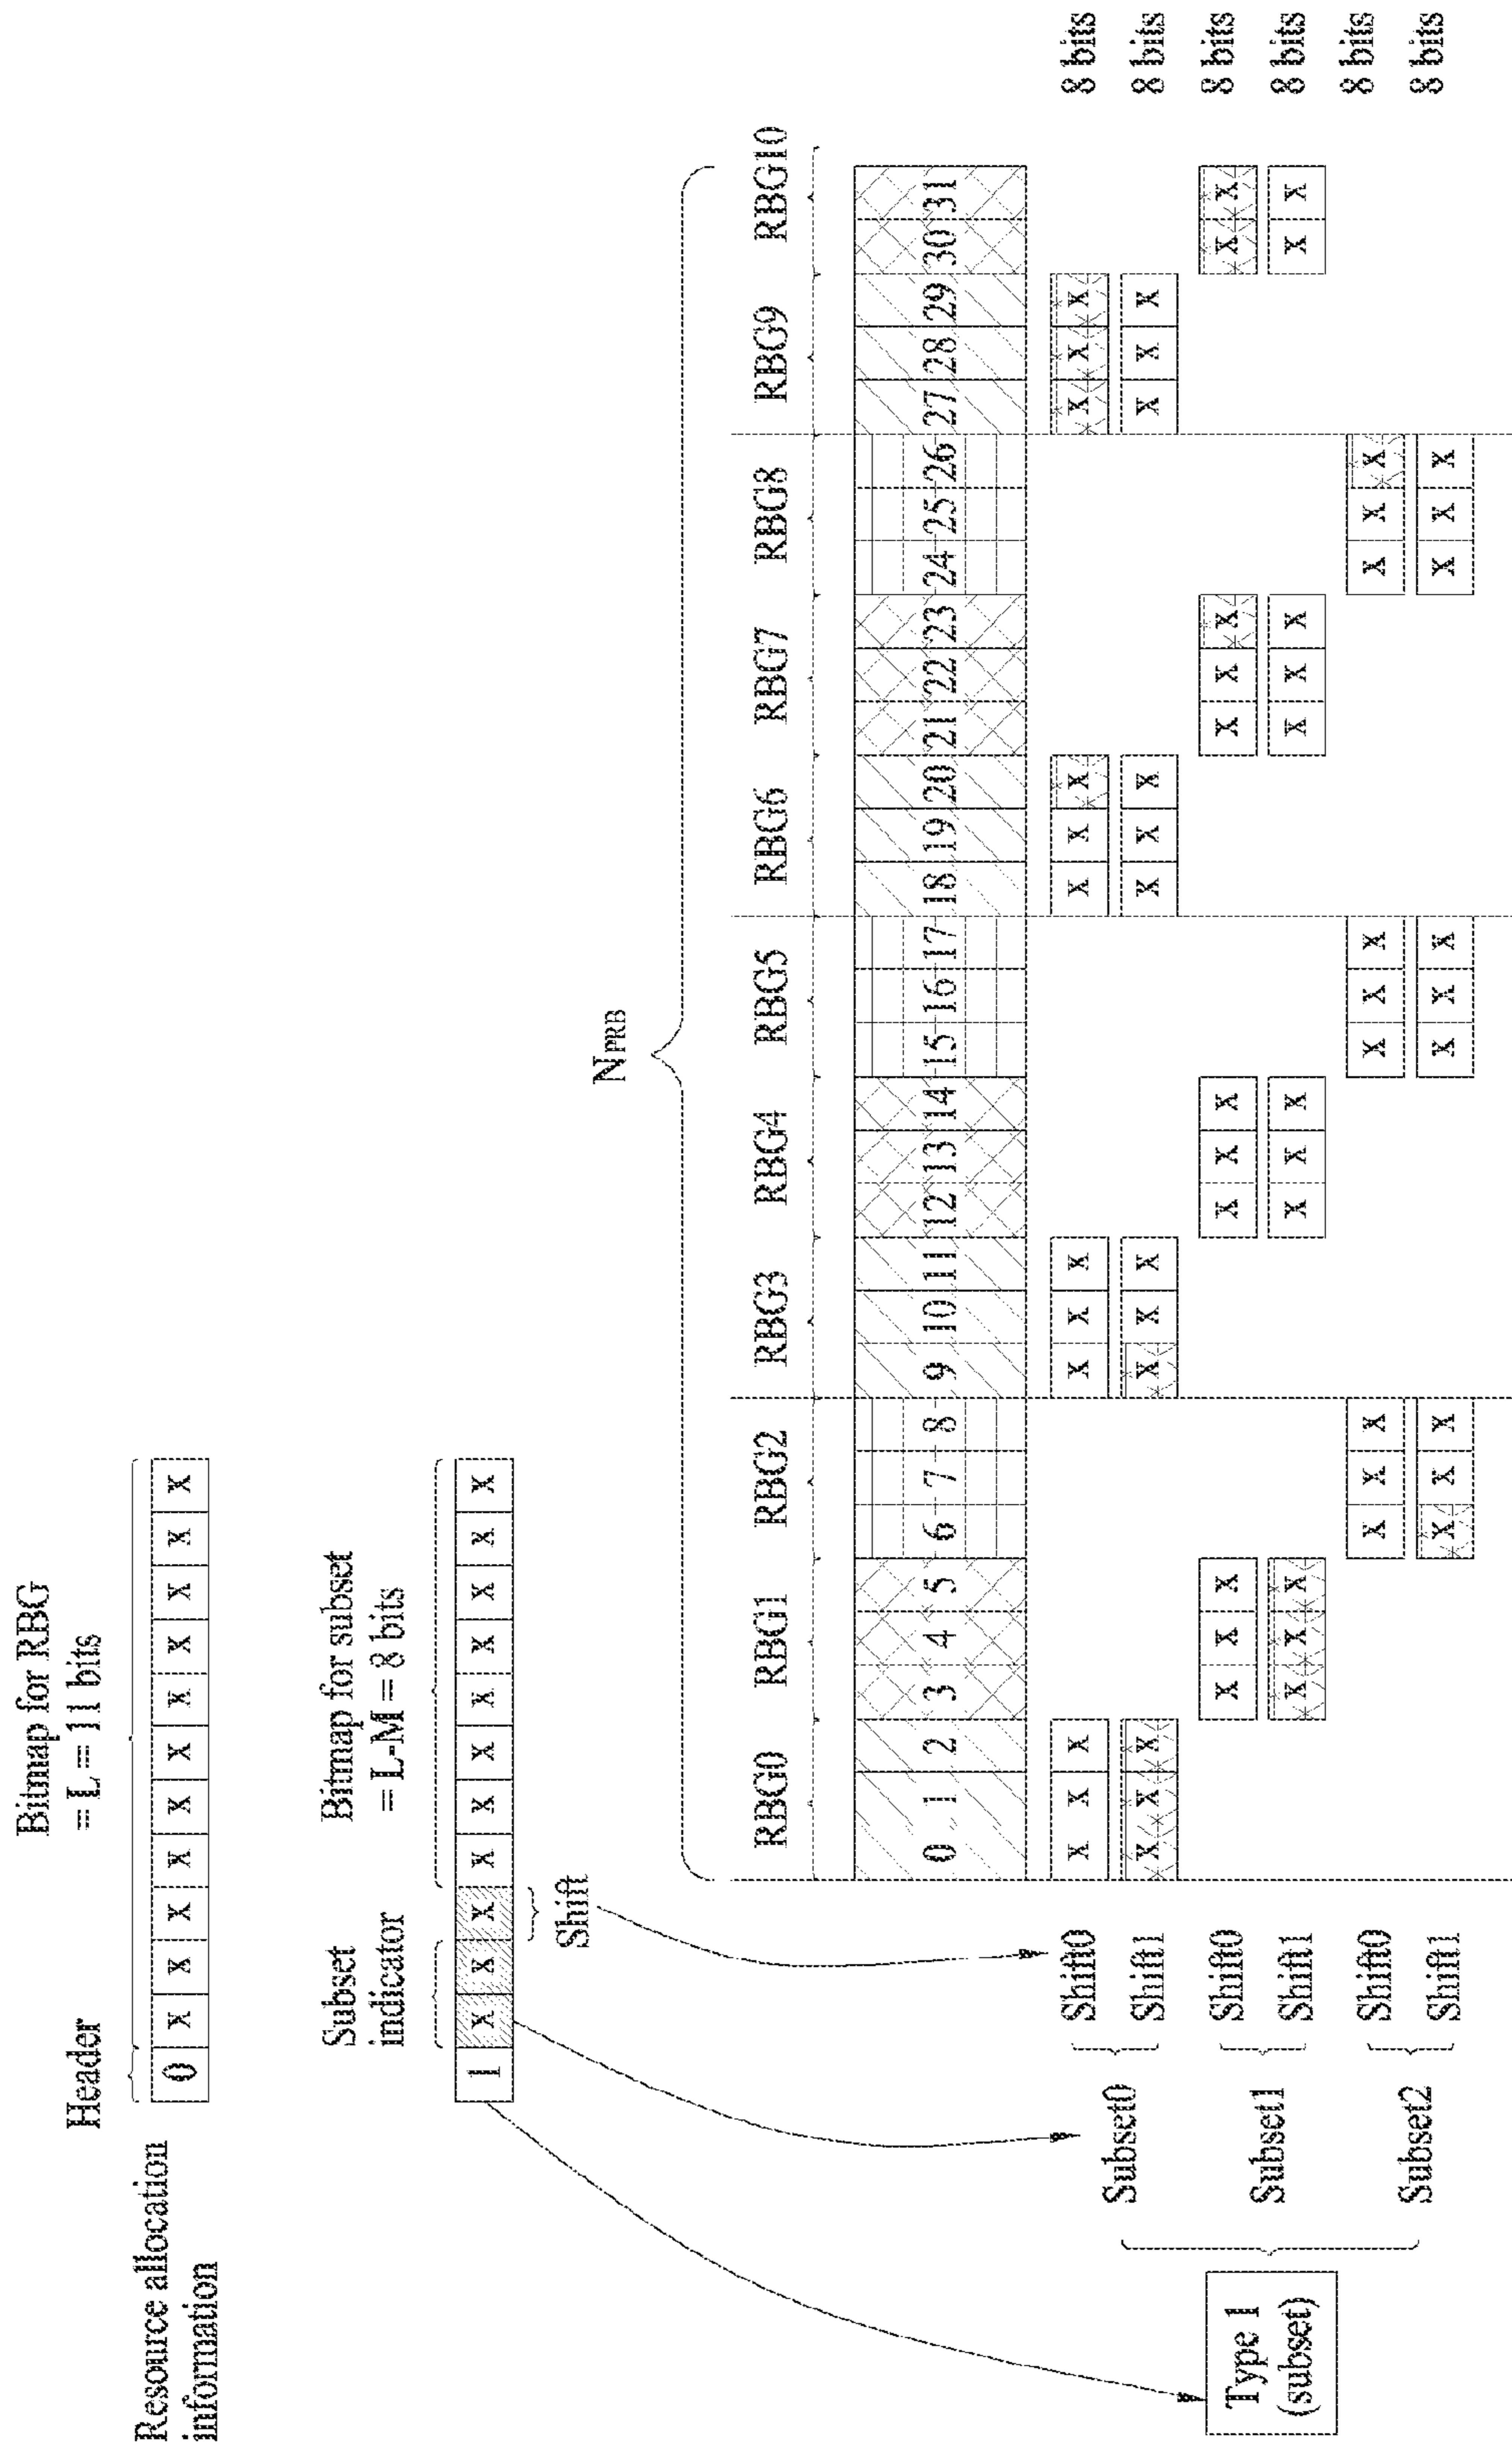 Bitmap for RBG
= L = 11 bits
Header
Resource allocation
information
0 X X X X X X X X X X X
Subset
indicator
Bitmap for subset
= L-M = 8 bits
1 X X X X X X X X X X X
Shift
NPRB
RBG0 RBG1 RBG2 RBG3 RBG4 RBG5 RBG6 RBG7 RBG8 RBG9 RBG10
0 1 2 3 4 5 6 7 8 9 10 11 12 13 14 15 16 17 18 19 20 21 22 23 24 25 26 27 28 29 30 31
Type 1
(subset)
Subset0
Shift0 X X X X X X X X X X X X 8 bits
Shift1 X X X X X X X X X X X X 8 bits
Subset1
Shift0 X X X X X X X X X X X 8 bits
Shift1 X X X X X X X X X X X 8 bits
Subset2
Shift0 X X X X X X X X X 8 bits
Shift1 X X X X X X X X X 8 bits